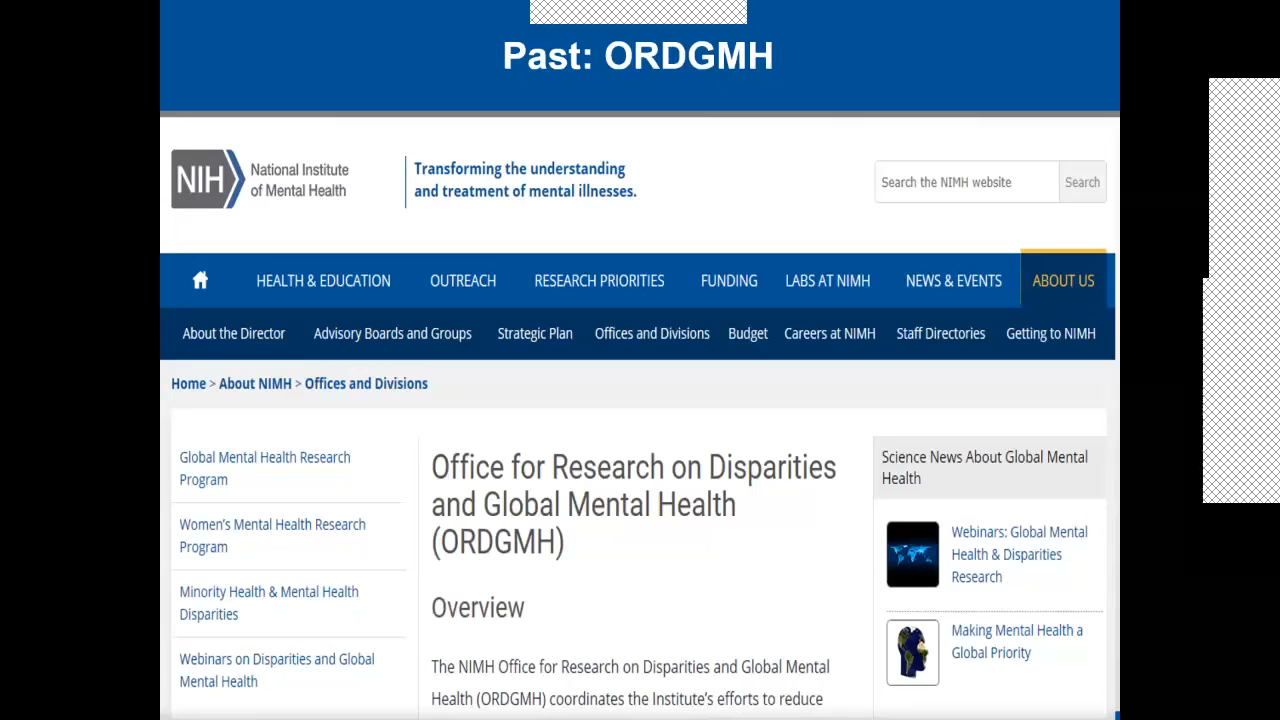 Past: ORDGMH
NIH
National Institute
of Mental Health
Transforming the understanding
and treatment of mental illnesses.
Search the NIMH website
Search
HEALTH & EDUCATION
OUTREACH
RESEARCH PRIORITIES
FUNDING
LABS AT NIMH
NEWS & EVENTS
ABOUT US
About the Director
Advisory Boards and Groups
Strategic Plan
Offices and Divisions
Budget
Careers at NIMH
Staff Directories
Getting to NIMH
Home > About NIMH > Offices and Divisions
Global Mental Health Research
Program
Women's Mental Health Research
Program
Minority Health & Mental Health
Disparities
Webinars on Disparities and Global
Mental Health
Office for Research on Disparities
and Global Mental Health
(ORDGMH)
Overview
The NIMH Office for Research on Disparities and Global Mental
Health (ORDGMH) coordinates the Institute's efforts to reduce
Science News About Global Mental
Health
Webinars: Global Mental
Health & Disparities
Research
Making Mental Health a
Global Priority